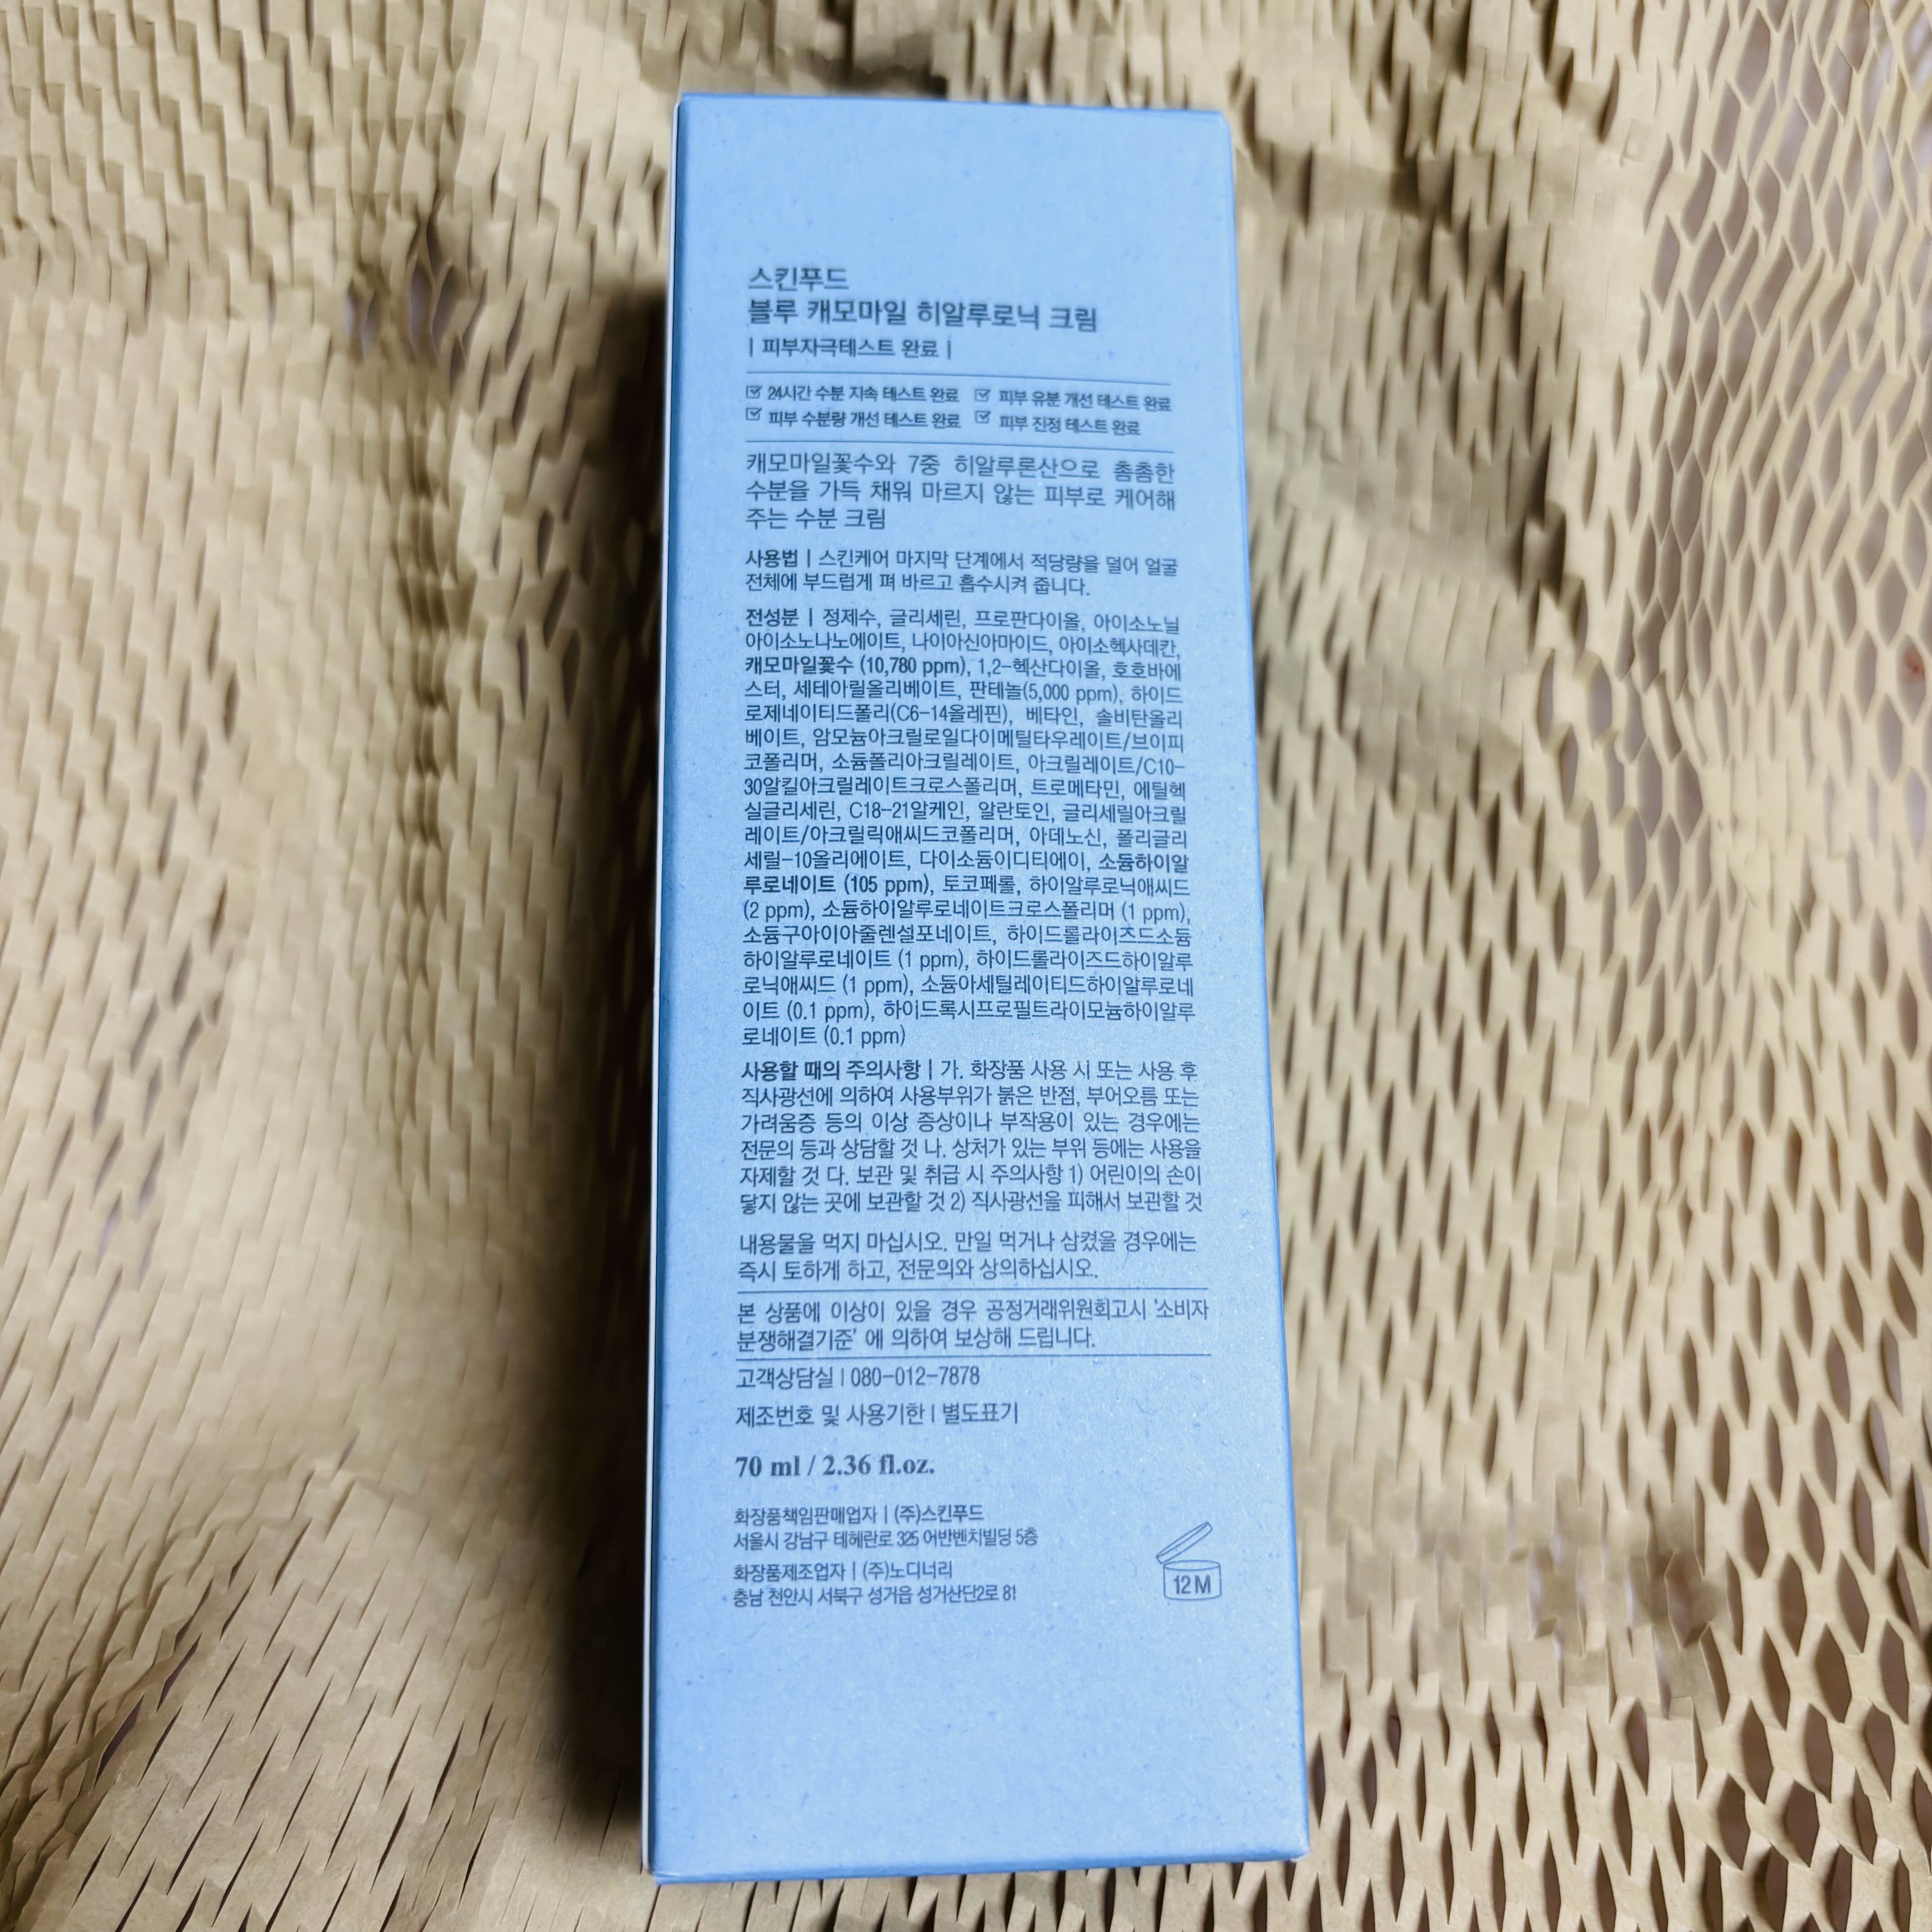 스킨푸드
블루 캐모마일 히알루로닉 크림
| 피부자극테스트 완료 |
24시간 수분 지속 테스트 완료 피부 유분 개선 테스트 완료
피부 수분량 개선 테스트 완료 피부 진정 테스트 완료
캐모마일꽃수와 7중 히알루론산으로 촘촘한
수분을 가득 채워 마르지 않는 피부로 케어해
주는 수분 크림
사용법 | 스킨케어 마지막 단계에서 적당량을 덜어 얼굴
전체에 부드럽게 펴 바르고 흡수시켜 줍니다.
전성분 | 정제수, 글리세린, 프로판다이올, 아이소노닐
아이소노나노에이트, 나이아신아마이드, 아이소헥사데칸,
캐모마일꽃수 (10,780 ppm), 1,2-헥산다이올, 호호바에
스터, 세테아릴올리베이트, 판테놀(5,000 ppm), 하이드
로제네이티드폴리(C6-14올레핀), 베타인, 솔비탄올리
베이트, 암모늄아크릴로일다이메틸타우레이트/브이피
코폴리머, 소듐폴리아크릴레이트, 아크릴레이트/C10-
30알킬아크릴레이트크로스폴리머, 트로메타민, 에틸헥
실글리세린, C18-21알케인, 알란토인, 글리세릴아크릴
레이트/아크릴릭애씨드코폴리머, 아데노신, 폴리글리
세릴-10올리에이트, 다이소듐이디티에이, 소듐하이알
루로네이트 (105 ppm), 토코페롤, 하이알루로닉애씨드
(2 ppm), 소듐하이알루로네이트크로스폴리머 (1 ppm),
소듐구아이아줄렌설포네이트, 하이드롤라이즈드소듐
하이알루로네이트 (1 ppm), 하이드롤라이즈드하이알루
로닉애씨드 (1 ppm), 소듐아세틸레이티드하이알루로네
이트 (0.1 ppm), 하이드록시프로필트라이모늄하이알루
로네이트 (0.1 ppm)
사용할 때의 주의사항 | 가. 화장품 사용 시 또는 사용 후
직사광선에 의하여 사용부위가 붉은 반점, 부어오름 또는
가려움증 등의 이상 증상이나 부작용이 있는 경우에는
전문의 등과 상담할 것 나. 상처가 있는 부위 등에는 사용을
자제할 것 다. 보관 및 취급 시 주의사항 1) 어린이의 손이
닿지 않는 곳에 보관할 것 2) 직사광선을 피해서 보관할 것
내용물을 먹지 마십시오. 만일 먹거나 삼켰을 경우에는
즉시 토하게 하고, 전문의와 상의하십시오.
본 상품에 이상이 있을 경우 공정거래위원회고시 '소비자
분쟁해결기준' 에 의하여 보상해 드립니다.
고객상담실 | 080-012-7878
제조번호 및 사용기한 | 별도표기
70 ml / 2.36 fl.oz.
화장품책임판매업자 | (주)스킨푸드
서울시 강남구 테헤란로 325 어반벤치빌딩 5층
화장품제조업자 | (주)노디너리
충남 천안시 서북구 성거읍 성거산단2로 81
12M